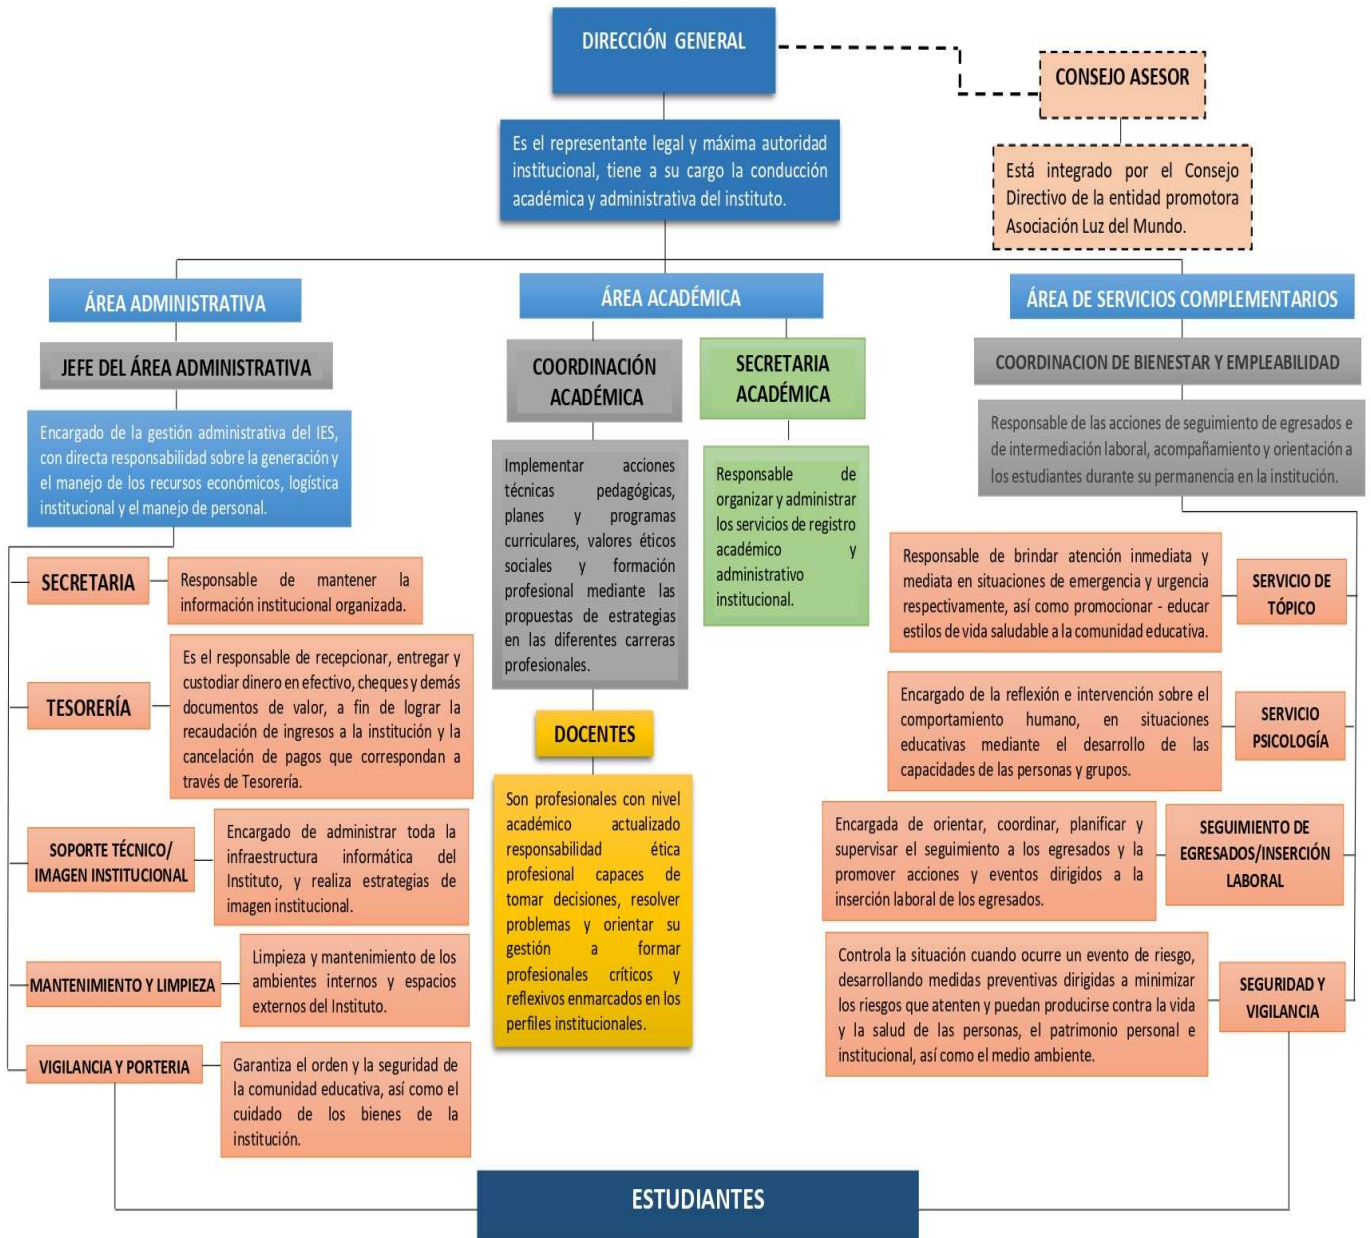 DIRECCIÓN GENERAL
CONSEJO ASESOR
Es el representante legal y máxima autoridad
institucional, tiene a su cargo la conducción
académica y administrativa del instituto.
Está integrado por el Consejo
Directivo de la entidad promotora
Asociación Luz del Mundo.
ÁREA ADMINISTRATIVA
JEFE DEL ÁREA ADMINISTRATIVA
Encargado de la gestión administrativa del IES,
con directa responsabilidad sobre la generación y
el manejo de los recursos económicos, logística
institucional y el manejo de personal.
SECRETARIA
Responsable de mantener la
información institucional organizada.
TESORERÍA
Es el responsable de recepcionar, entregar y
custodiar dinero en efectivo, cheques y demás
documentos de valor, a fin de lograr la
recaudación de ingresos a la institución y la
cancelación de pagos que correspondan a
través de Tesorería.
SOPORTE TÉCNICO/
IMAGEN INSTITUCIONAL
Encargado de administrar toda la
infraestructura informática del
Instituto, y realiza estrategias de
imagen institucional.
MANTENIMIENTO Y LIMPIEZA
Limpieza y mantenimiento de los
ambientes internos y espacios
externos del Instituto.
VIGILANCIA Y PORTERIA
Garantiza el orden y la seguridad de
la comunidad educativa, así como el
cuidado de los bienes de la
institución.
ÁREA ACADÉMICA
COORDINACIÓN
ACADÉMICA
Implementar acciones
técnicas pedagógicas,
planes y programas
curriculares, valores éticos
sociales y formación
profesional mediante las
propuestas de estrategias
en las diferentes carreras
profesionales.
DOCENTES
Son profesionales con nivel
académico actualizado
responsabilidad ética
profesional capaces de
tomar decisiones, resolver
problemas y orientar su
gestión a formar
profesionales críticos y
reflexivos enmarcados en los
perfiles institucionales.
SECRETARIA
ACADÉMICA
Responsable de
organizar y administrar
los servicios de registro
académico y
administrativo
institucional.
ÁREA DE SERVICIOS COMPLEMENTARIOS
COORDINACION DE BIENESTAR Y EMPLEABILIDAD
Responsable de las acciones de seguimiento de egresados e
de intermediación laboral, acompañamiento y orientación a
los estudiantes durante su permanencia en la institución.
Responsable de brindar atención inmediata y
mediata en situaciones de emergencia y urgencia
respectivamente, así como promocionar - educar
estilos de vida saludable a la comunidad educativa.
SERVICIO DE
TÓPICO
Encargado de la reflexión e intervención sobre el
comportamiento humano, en situaciones
educativas mediante el desarrollo de las
capacidades de las personas y grupos.
SERVICIO
PSICOLOGÍA
Encargada de orientar, coordinar, planificar y
supervisar el seguimiento a los egresados y la
promover acciones y eventos dirigidos a la
inserción laboral de los egresados.
SEGUIMIENTO DE
EGRESADOS/INSERCIÓN
LABORAL
Controla la situación cuando ocurre un evento de riesgo,
desarrollando medidas preventivas dirigidas a minimizar
los riesgos que atenten y puedan producirse contra la vida
y la salud de las personas, el patrimonio personal e
institucional, así como el medio ambiente.
SEGURIDAD Y
VIGILANCIA
ESTUDIANTES